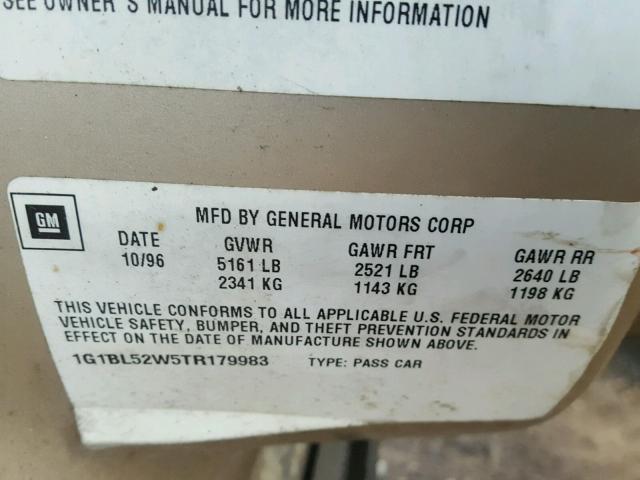 SEE OWNER'S MANUAL FOR MORE INFORMATION
GM
MFD BY GENERAL MOTORS CORP
DATE GVWR GAWR FRT GAWR RR
10/96 5161 LB 2521 LB 2640 LB
2341 KG 1143 KG 1198 KG
THIS VEHICLE CONFORMS TO ALL APPLICABLE U.S. FEDERAL MOTOR
VEHICLE SAFETY, BUMPER, AND THEFT PREVENTION STANDARDS IN
EFFECT ON THE DATE OF MANUFACTURE SHOWN ABOVE.
1G1BL52W5TR179983 TYPE: PASS CAR